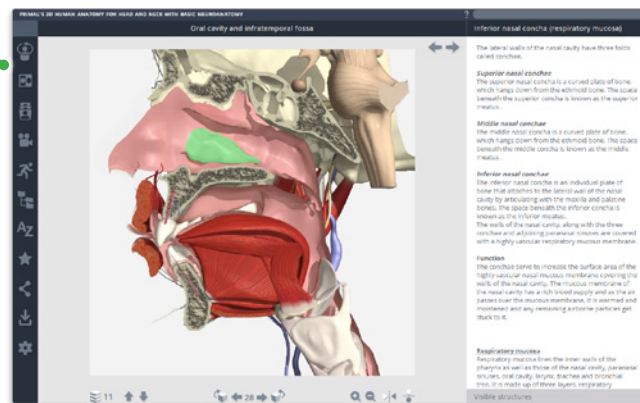 PRIMAL'S 3D HUMAN ANATOMY FOR HEAD AND NECK WITH BASIC NEUROANATOMY
?
Oral cavity and infratemporal fossa
Inferior nasal concha (respiratory mucosa)
The lateral walls of the nasal cavity have three folds
called conchae.
Superior nasal conchae
The superior nasal concha is a curved plate of bone,
which hangs down from the ethmoid bone. The space
beneath the superior concha is known as the superior
meatus.
Middle nasal conchae
The middle nasal concha is a curved plate of bone,
which hangs down from the ethmoid bone. The space
beneath the middle concha is known as the middle
meatus.
Inferior nasal concha
The inferior nasal concha is an individual plate of
bone that attaches to the lateral wall of the nasal
cavity by articulating with the maxilla and palatine
bones. The space beneath the inferior concha is
known as the inferior meatus.
The walls of the nasal cavity, along with the three
conchae and adjoining paranasal sinuses are covered
with a highly vascular respiratory mucous membrane.
Function
The conchae serve to increase the surface area of the
highly vascular nasal mucous membrane covering the
walls of the nasal cavity. The mucous membrane of
the nasal cavity has a rich blood supply and as the air
passes over the mucous membrane, it is warmed and
moistened and any remaining airborne particles get
stuck to it.
Respiratory mucosa
Respiratory mucosa lines the inner walls of the
pharynx as well as those of the nasal cavity, paranasal
sinuses, oral cavity, larynx, trachea and bronchial
tree. It is made up of three layers, respiratory
AZ
11
28
Visible structures